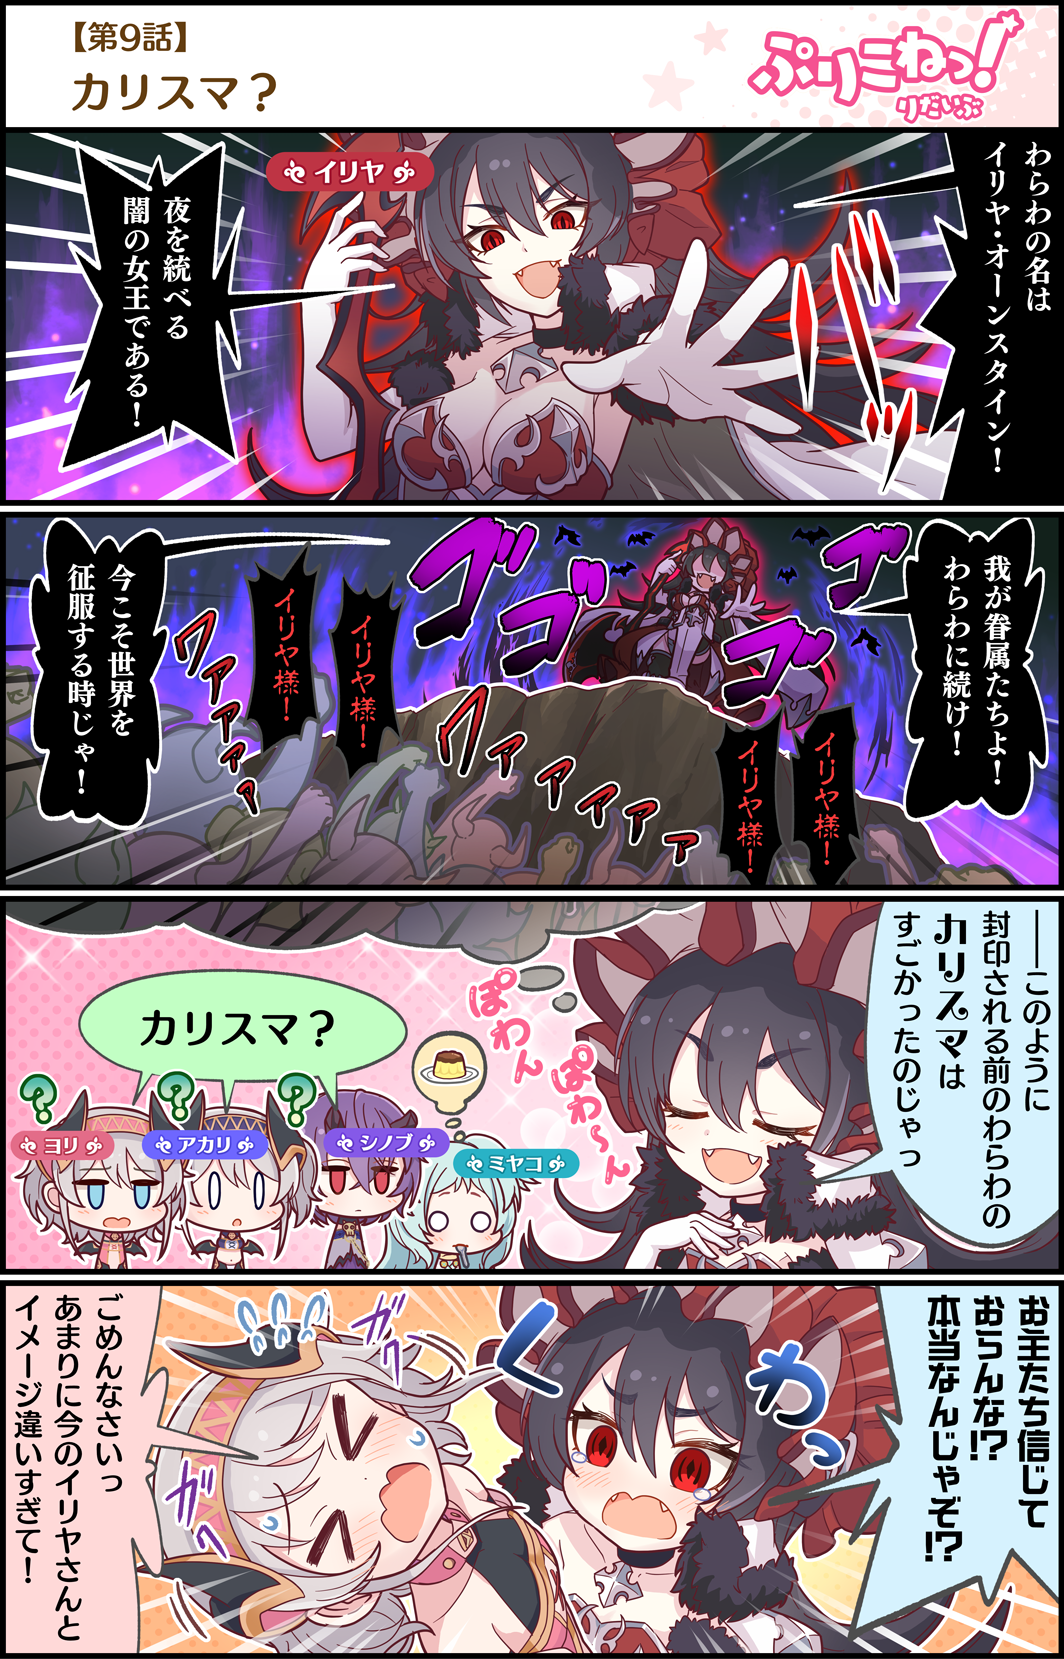 【第9話】
カリスマ？
ぷりこねっ！
りだいぶ
わらわの名は
イリヤ・オーンスタイン！
イリヤ
夜を統べる
闇の女王である！
バッ
我が眷属たちよ！
わらわに続け！
ゴゴゴゴ
イリヤ様！
イリヤ様！
イリヤ様！
イリヤ様！
ワァァァァァ
ワァァァァァ
今こそ世界を
征服する時じゃ！
──このように
封印される前のわらわの
カリスマは
すごかったのじゃっ
ぽわん
ぽわ～ん
カリスマ？
？
？
？
ヨリ
アカリ
シノブ
ミヤコ
お主たち信じて
おらんな!?
本当なんじゃぞ!?
わっ
く
ガク
ガク
ごめんなさいっ
あまりに今のイリヤさんと
イメージ違いすぎて！